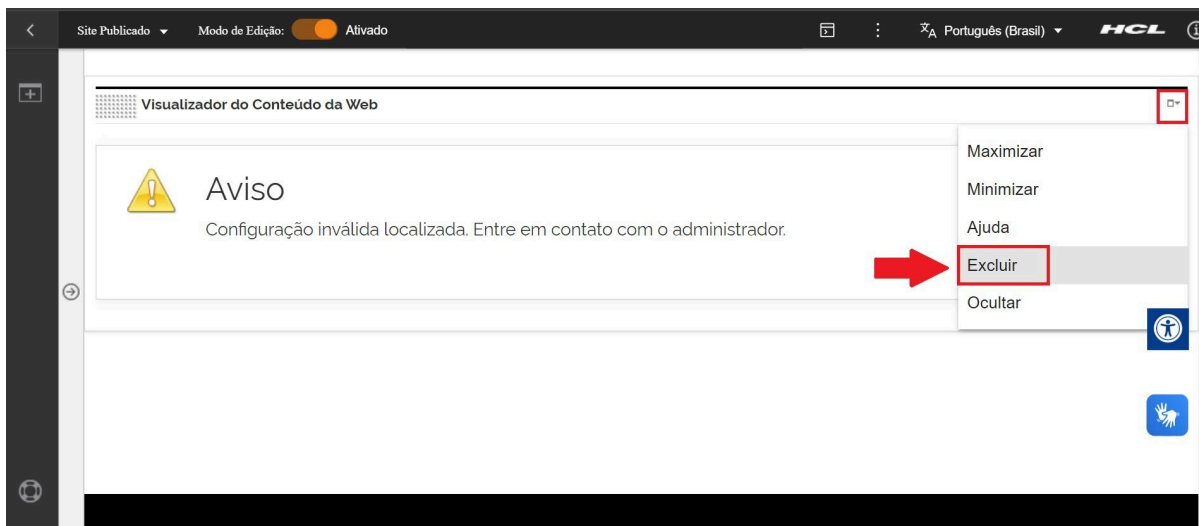 Site Publicado
Modo de Edição:
Ativado
Português (Brasil)
HCL
Visualizador do Conteúdo da Web
Aviso
Configuração inválida localizada. Entre em contato com o administrador.
Maximizar
Minimizar
Ajuda
Excluir
Ocultar